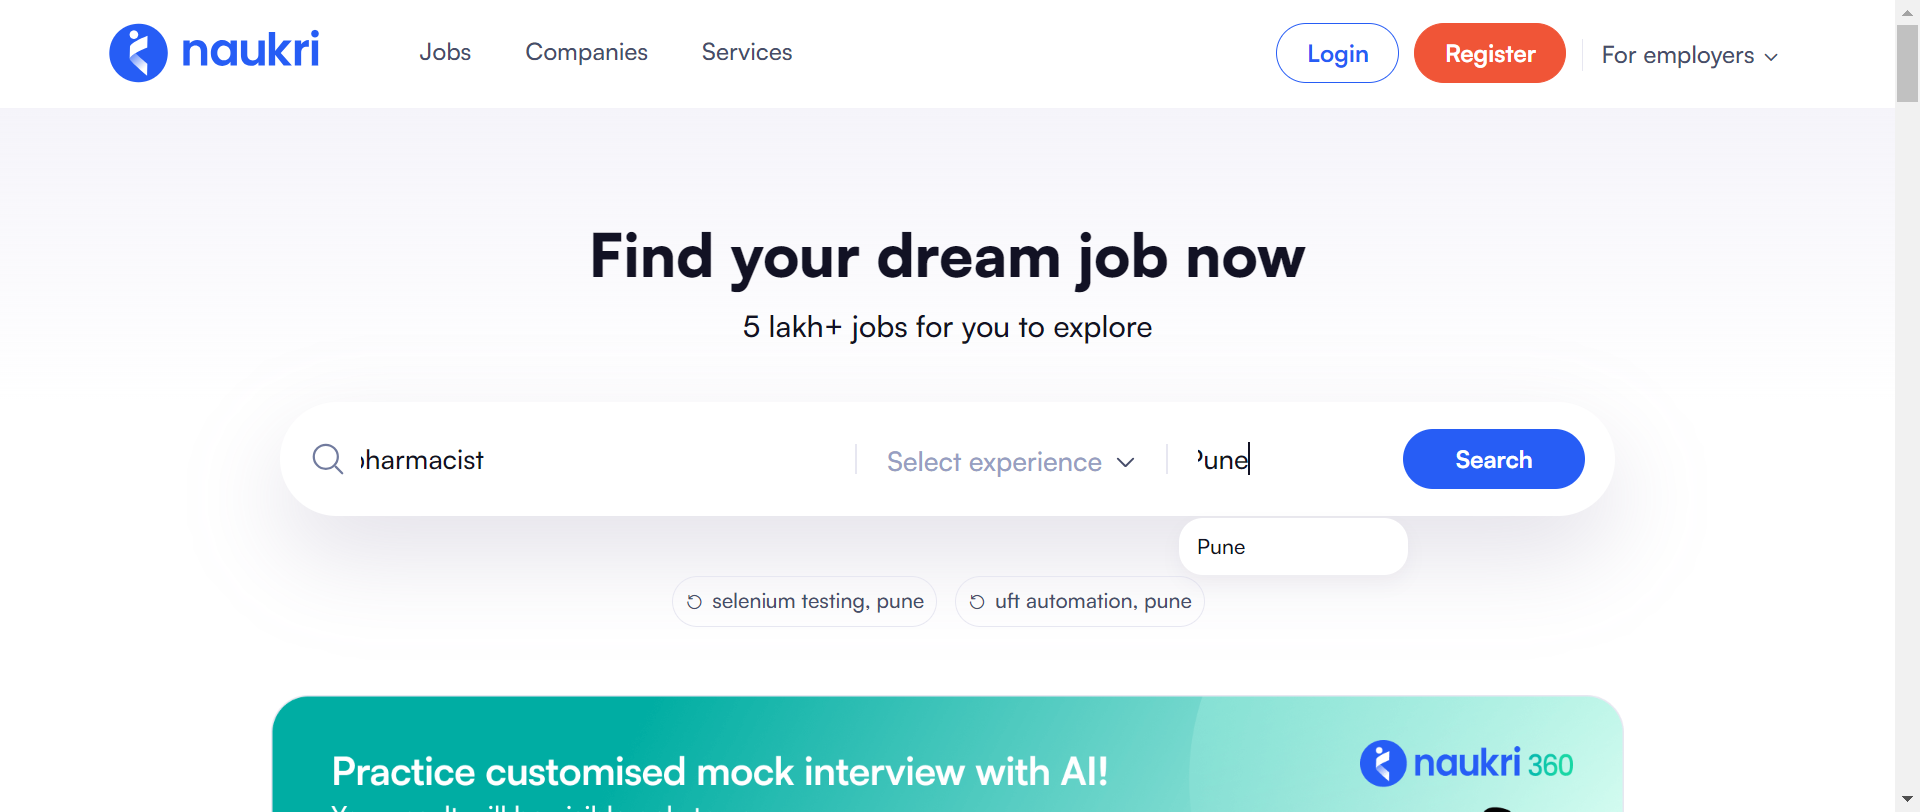 naukri
Jobs
Companies
Services
Login
Register
For employers
Find your dream job now
5 lakh+ jobs for you to explore
pharmacist
Select experience
Pune
Search
Pune
selenium testing, pune
uft automation, pune
Practice customised mock interview with AI!
naukri 360